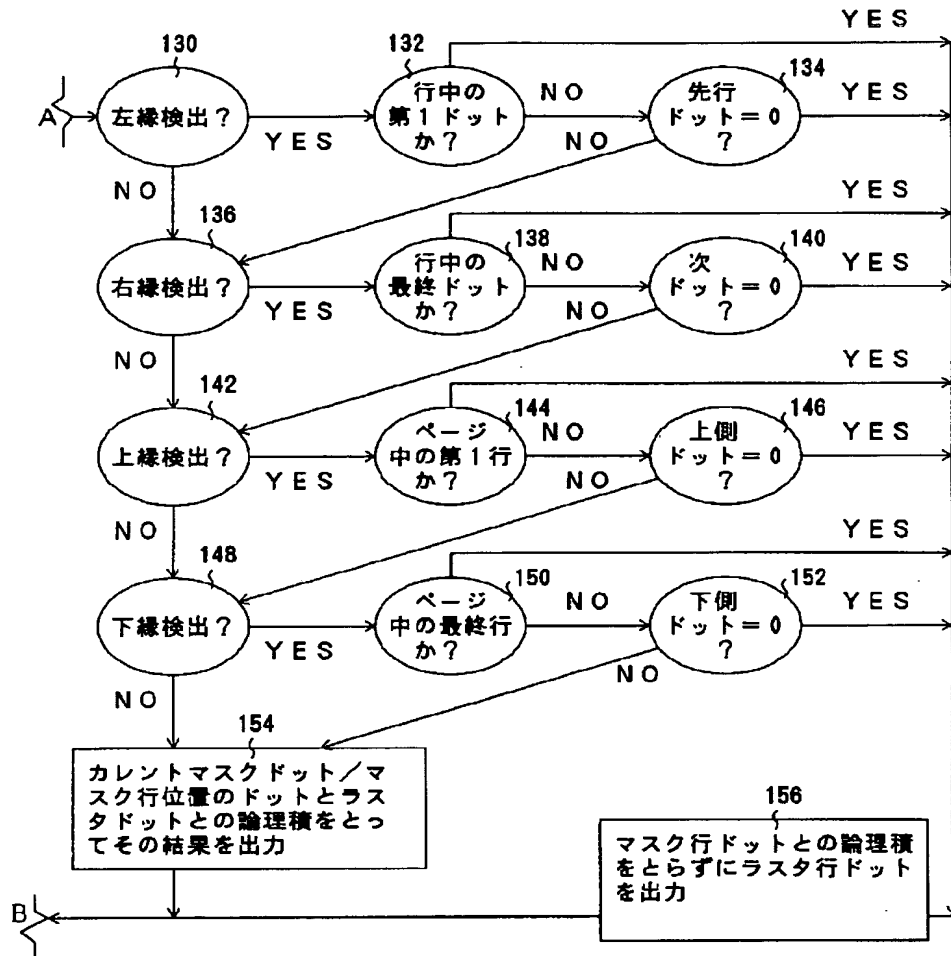 YES
130
132
134
A
左縁検出？
YES
行中の
第１ドット
か？
NO
NO
先行
ドット＝０
？
YES
NO
YES
136
138
140
右縁検出？
YES
行中の
最終ドット
か？
NO
NO
次
ドット＝０
？
YES
NO
YES
142
144
146
上縁検出？
YES
ページ
中の第１行
か？
NO
NO
上側
ドット＝０
？
YES
NO
YES
148
150
152
下縁検出？
YES
ページ
中の最終行
か？
NO
NO
下側
ドット＝０
？
YES
NO
154
カレントマスクドット／マ
スク行位置のドットとラス
タドットとの論理積をとっ
てその結果を出力
156
マスク行ドットとの論理積
をとらずにラスタ行ドット
を出力
B